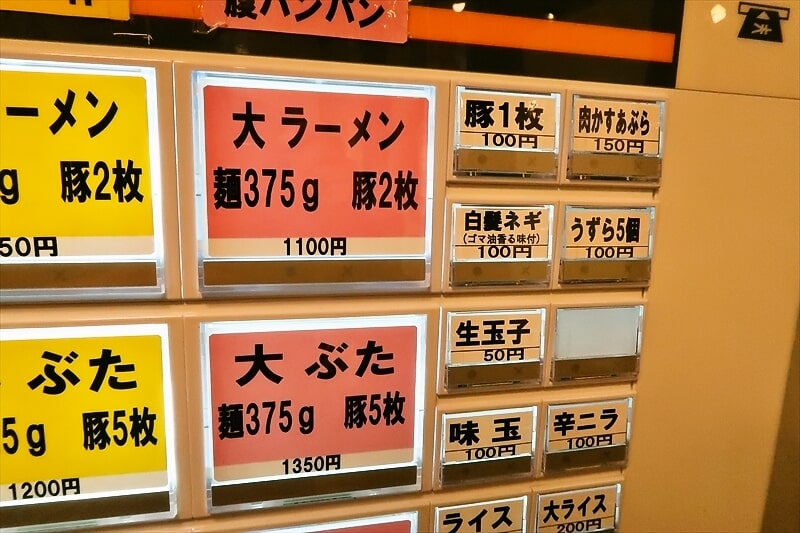 腹パンパン
ーメン
g 豚2枚
50円
大 ラーメン
麺375g 豚2枚
1100円
豚1枚
100円
肉かすあぶら
150円
白髪ネギ
(ゴマ油香る味付)
100円
うずら5個
100円
ぶた
5g 豚5枚
1200円
大 ぶた
麺375g 豚5枚
1350円
生玉子
50円
味玉
100円
辛ニラ
100円
ライス
大ライス
200円